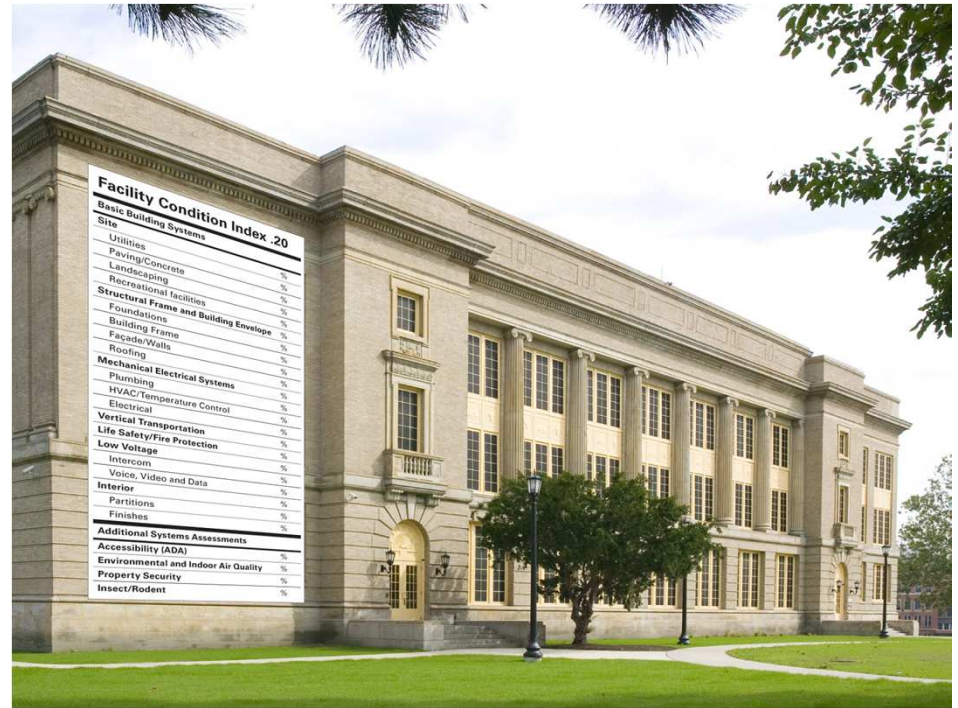 Facility Condition Index .20
Basic Building Systems
Site
Utilities %
Paving/Concrete %
Landscaping %
Recreational facilities %
Structural Frame and Building Envelope %
Foundations %
Building Frame %
Façade/Walls %
Roofing %
Mechanical Electrical Systems %
Plumbing %
HVAC/Temperature Control %
Electrical %
Vertical Transportation %
Life Safety/Fire Protection %
Low Voltage %
Intercom %
Voice, Video and Data %
Interior %
Partitions %
Finishes %
Additional Systems Assessments
Accessibility (ADA) %
Environmental and Indoor Air Quality %
Property Security %
Insect/Rodent %